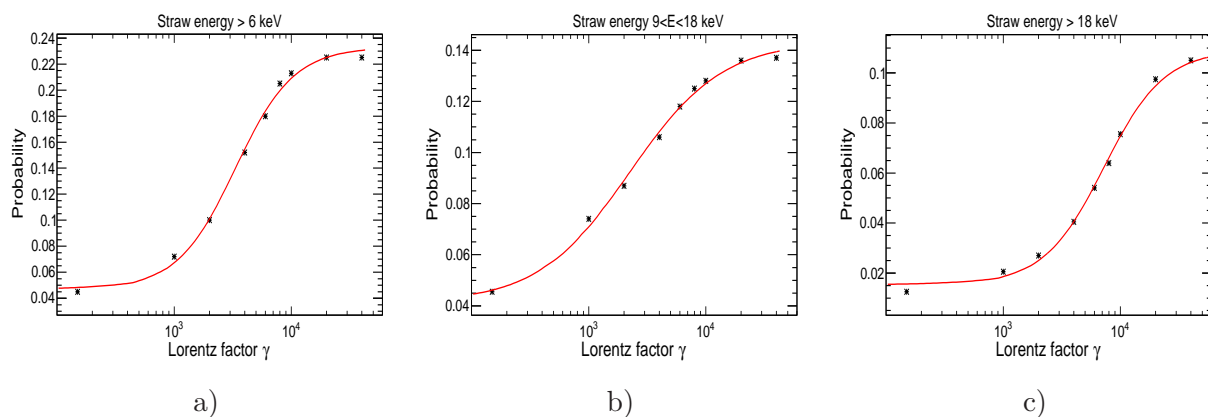 Straw energy > 6 keV
0.24
0.22
0.2
0.18
0.16
0.14
0.12
0.1
0.08
0.06
0.04
Probability
10³
10⁴
Lorentz factor γ
a)
Straw energy 9<E<18 keV
0.14
0.12
0.1
0.08
0.06
0.04
Probability
10³
10⁴
Lorentz factor γ
b)
Straw energy > 18 keV
0.1
0.08
0.06
0.04
0.02
Probability
10³
10⁴
Lorentz factor γ
c)